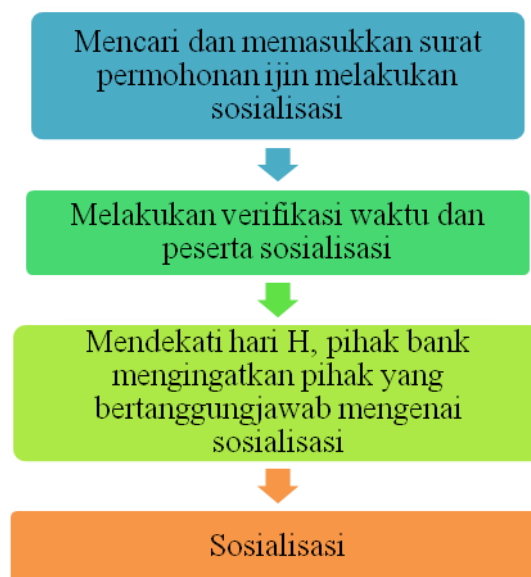 Mencari dan memasukkan surat
permohonan ijin melakukan
sosialisasi
Melakukan verifikasi waktu dan
peserta sosialisasi
Mendekati hari H, pihak bank
mengingatkan pihak yang
bertanggungjawab mengenai
sosialisasi
Sosialisasi